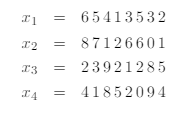 x₁ = 65413532
x₂ = 87126601
x₃ = 23921285
x₄ = 41852094